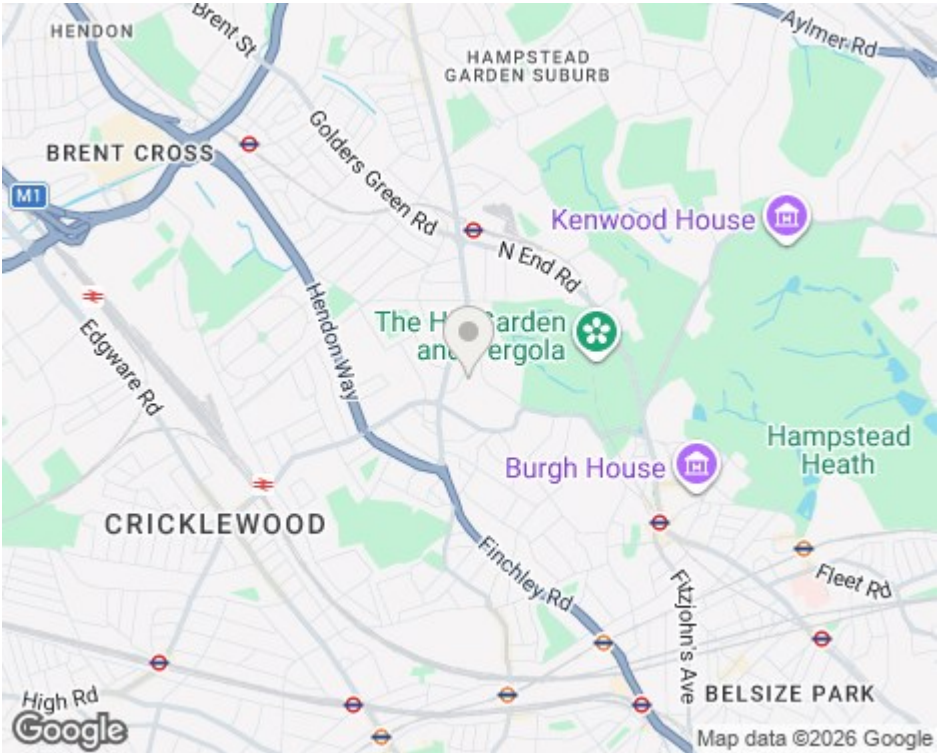 HENDON
Brent St
HAMPSTEAD
GARDEN SUBURB
Aylmer Rd
Golders Green Rd
BRENT CROSS
M1
Kenwood House
N End Rd
Hendon Way
The H
Garden
and
Pergola
Edgware Rd
Burgh House
Hampstead
Heath
CRICKLEWOOD
Finchley Rd
Fitzjohn's Ave
Fleet Rd
High Rd
BELSIZE PARK
Google
Map data ©2026 Google